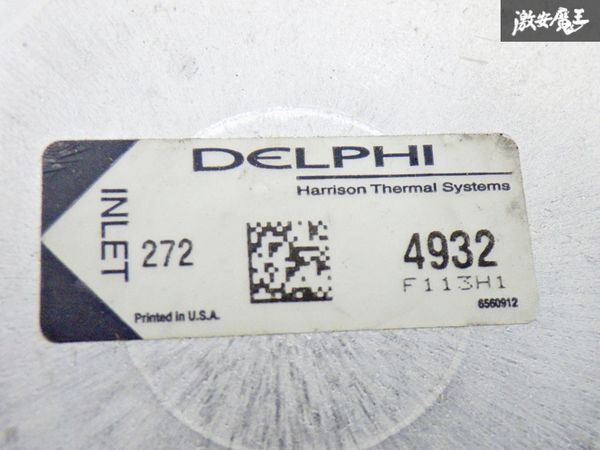 激安魔王
DELPHI
Harrison Thermal Systems
INLET
272
4932
F113H1
Printed in U.S.A.
6560912